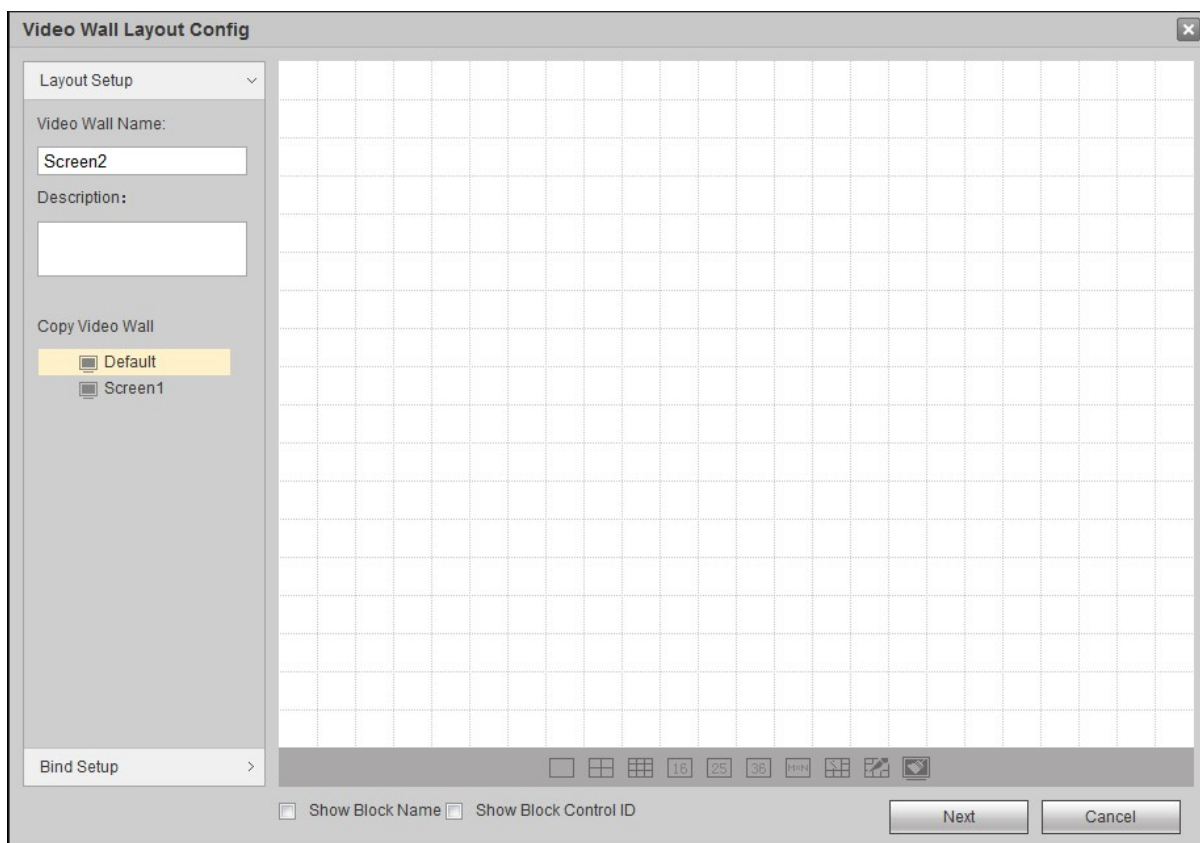 Video Wall Layout Config
Layout Setup
Video Wall Name:
Screen2
Description：
Copy Video Wall
Default
Screen1
Bind Setup
16 25 36 M×N
Show Block Name Show Block Control ID
Next Cancel